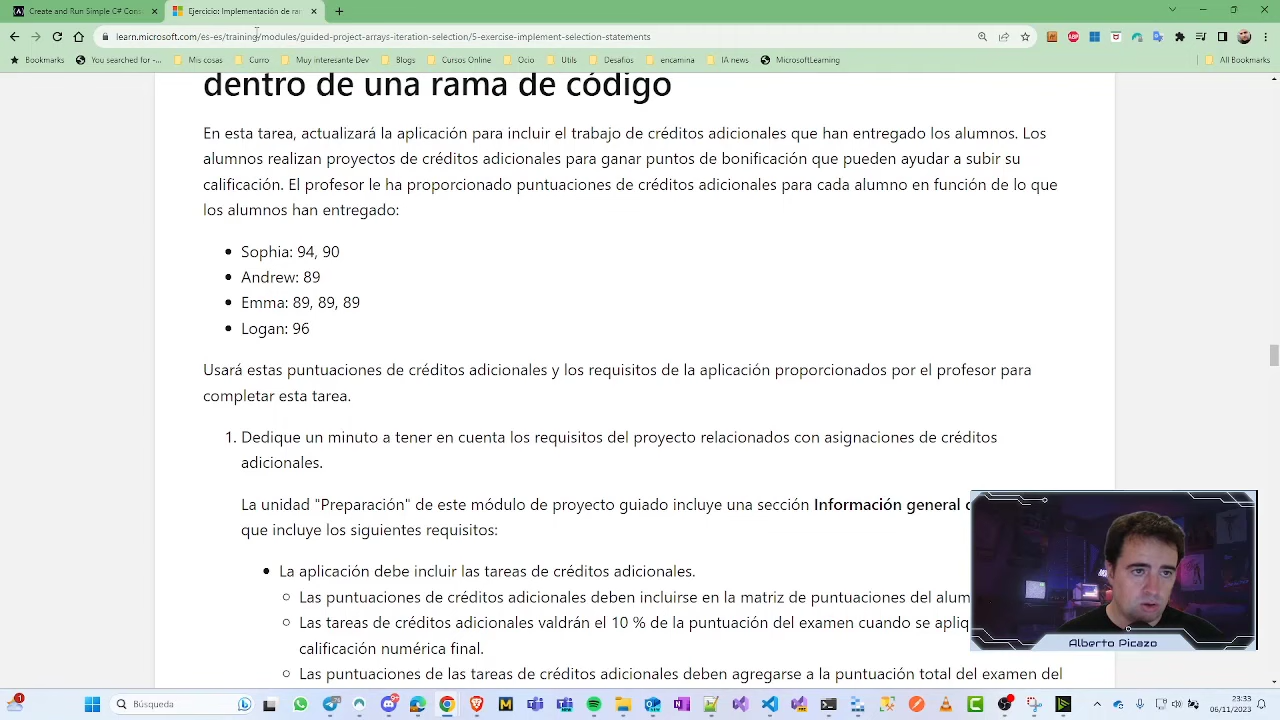 Create and Run Simple C# Cons
Ejercicio: Implementación de ra
learn.microsoft.com/es-es/training/modules/guided-project-arrays-iteration-selection/5-exercise-implement-selection-statements
Bookmarks
You searched for -...
Mis cosas
Curro
Muy interesante Dev
Blogs
Cursos Online
Ocio
Utils
Desafios
encamina
IA news
MicrosoftLearning
All Bookmarks
dentro de una rama de código
En esta tarea, actualizará la aplicación para incluir el trabajo de créditos adicionales que han entregado los alumnos. Los
alumnos realizan proyectos de créditos adicionales para ganar puntos de bonificación que pueden ayudar a subir su
calificación. El profesor le ha proporcionado puntuaciones de créditos adicionales para cada alumno en función de lo que
los alumnos han entregado:
• Sophia: 94, 90
• Andrew: 89
• Emma: 89, 89, 89
• Logan: 96
Usará estas puntuaciones de créditos adicionales y los requisitos de la aplicación proporcionados por el profesor para
completar esta tarea.
1. Dedique un minuto a tener en cuenta los requisitos del proyecto relacionados con asignaciones de créditos
adicionales.
La unidad "Preparación" de este módulo de proyecto guiado incluye una sección Información general
que incluye los siguientes requisitos:
• La aplicación debe incluir las tareas de créditos adicionales.
○ Las puntuaciones de créditos adicionales deben incluirse en la matriz de puntuaciones del alum
○ Las tareas de créditos adicionales valdrán el 10 % de la puntuación del examen cuando se apliq
calificación numérica final.
○ Las puntuaciones de las tareas de créditos adicionales deben agregarse a la puntuación total del examen del
Alberto Picazo
Búsqueda
23:33
06/11/2023